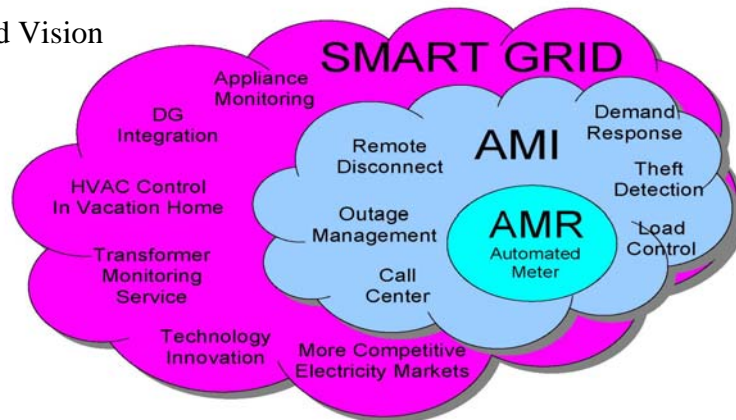 d Vision
SMART GRID
Appliance
Monitoring
DG
Integration
HVAC Control
In Vacation Home
Transformer
Monitoring
Service
Technology
Innovation
More Competitive
Electricity Markets
AMI
Remote
Disconnect
Outage
Management
Call
Center
Demand
Response
Theft
Detection
Load
Control
AMR
Automated
Meter